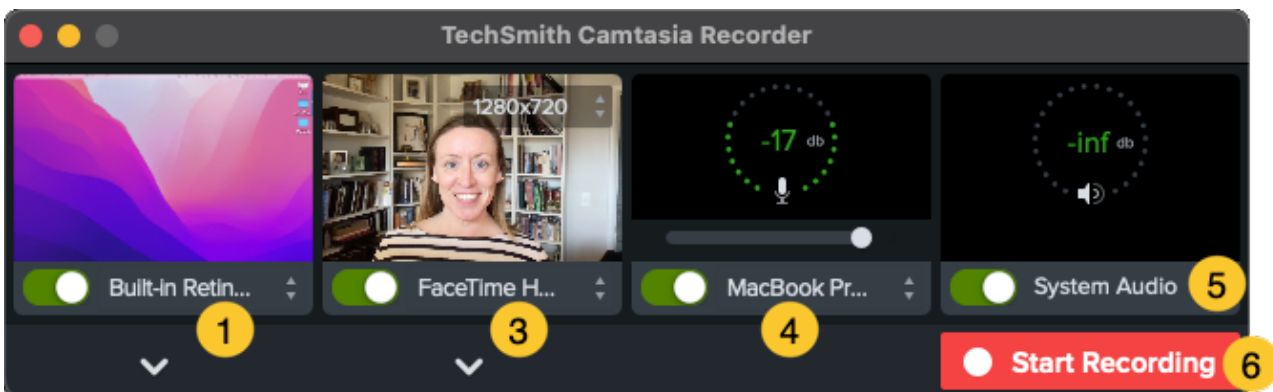 TechSmith Camtasia Recorder
1280x720
-17 db
-inf db
Built-in Retin...
FaceTime H...
MacBook Pr...
System Audio
5
1
3
4
Start Recording
6